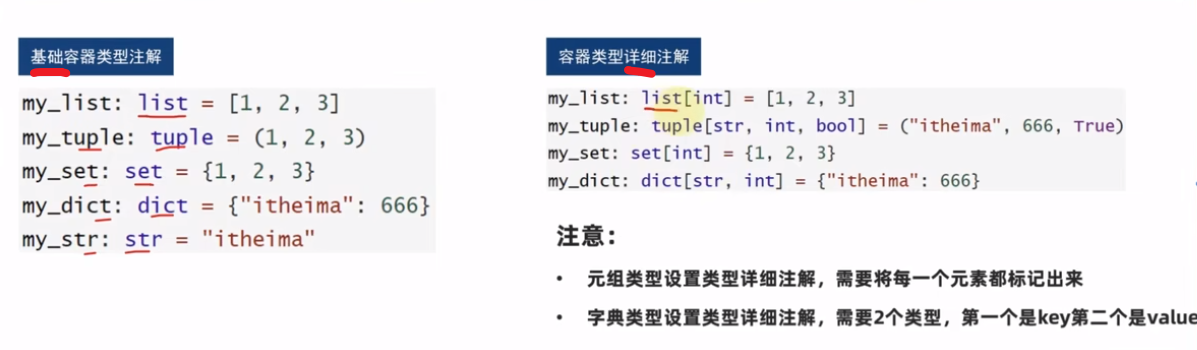 基础容器类型注解
my_list: list = [1, 2, 3]
my_tuple: tuple = (1, 2, 3)
my_set: set = {1, 2, 3}
my_dict: dict = {"itheima": 666}
my_str: str = "itheima"
容器类型详细注解
my_list: list[int] = [1, 2, 3]
my_tuple: tuple[str, int, bool] = ("itheima", 666, True)
my_set: set[int] = {1, 2, 3}
my_dict: dict[str, int] = {"itheima": 666}
注意：
• 元组类型设置类型详细注解，需要将每一个元素都标记出来
• 字典类型设置类型详细注解，需要2个类型，第一个是key第二个是value